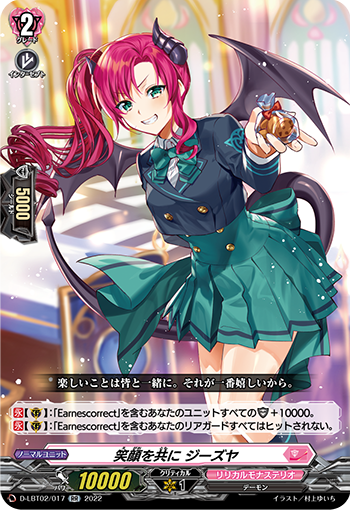 2
グレード
インターセプト
5000
シールド
楽しいことは皆と一緒に。それが一番嬉しいから。
永【】:「Earnescorrect」を含むあなたのユニットすべての+10000。
永【】:「Earnescorrect」を含むあなたのリアガードすべてはヒットされない。
ノーマルユニット
笑顔を共に ジーズヤ
リリカルモナステリオ
パワー 10000
クリティカル
1
デーモン
D-LBT02/017 RR 2022
イラスト/村上ゆいち